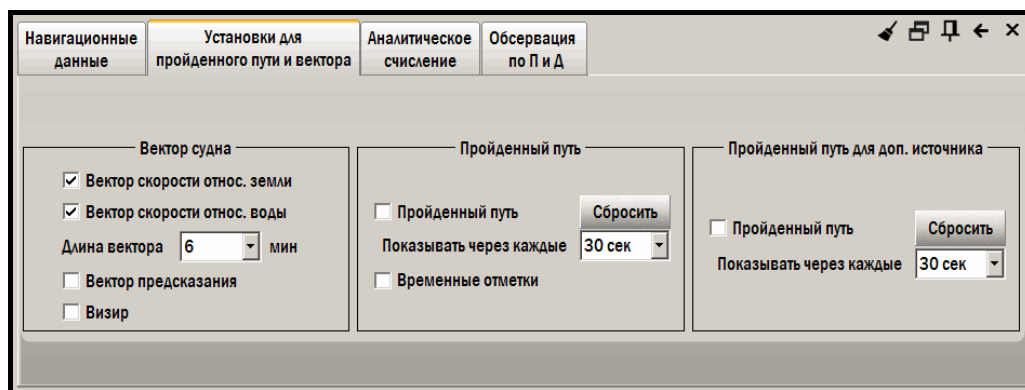 Навигационные
данные
Установки для
пройденного пути и вектора
Аналитическое
счисление
Обсервация
по П и Д
Вектор судна
Вектор скорости относ. земли
Вектор скорости относ. воды
Длина вектора 6 мин
Вектор предсказания
Визир
Пройденный путь
Пройденный путь Сбросить
Показывать через каждые 30 сек
Временные отметки
Пройденный путь для доп. источника
Пройденный путь Сбросить
Показывать через каждые 30 сек